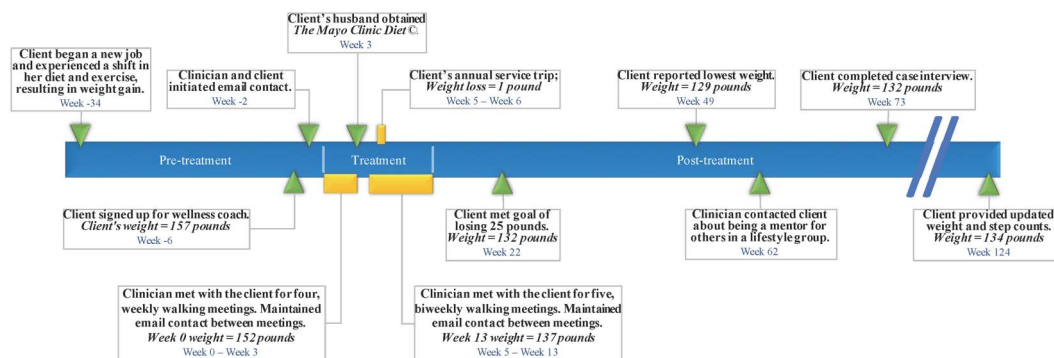 Client began a new job
and experienced a shift in
her diet and exercise,
resulting in weight gain.
Week -34
Clinician and client
initiated email contact.
Week -2
Client's husband obtained
The Mayo Clinic Diet ©.
Week 3
Client's annual service trip;
Weight loss = 1 pound
Week 5 – Week 6
Client reported lowest weight.
Weight = 129 pounds
Week 49
Client completed case interview.
Weight = 132 pounds
Week 73
Pre-treatment
Treatment
Post-treatment
Client signed up for wellness coach.
Client's weight = 157 pounds
Week -6
Client met goal of
losing 25 pounds.
Weight = 132 pounds
Week 22
Clinician contacted client
about being a mentor for
others in a lifestyle group.
Week 62
Client provided updated
weight and step counts.
Weight = 134 pounds
Week 124
Clinician met with the client for four,
weekly walking meetings. Maintained
email contact between meetings.
Week 0 weight = 152 pounds
Week 0 – Week 3
Clinician met with the client for five,
biweekly walking meetings. Maintained
email contact between meetings.
Week 13 weight = 137 pounds
Week 5 – Week 13